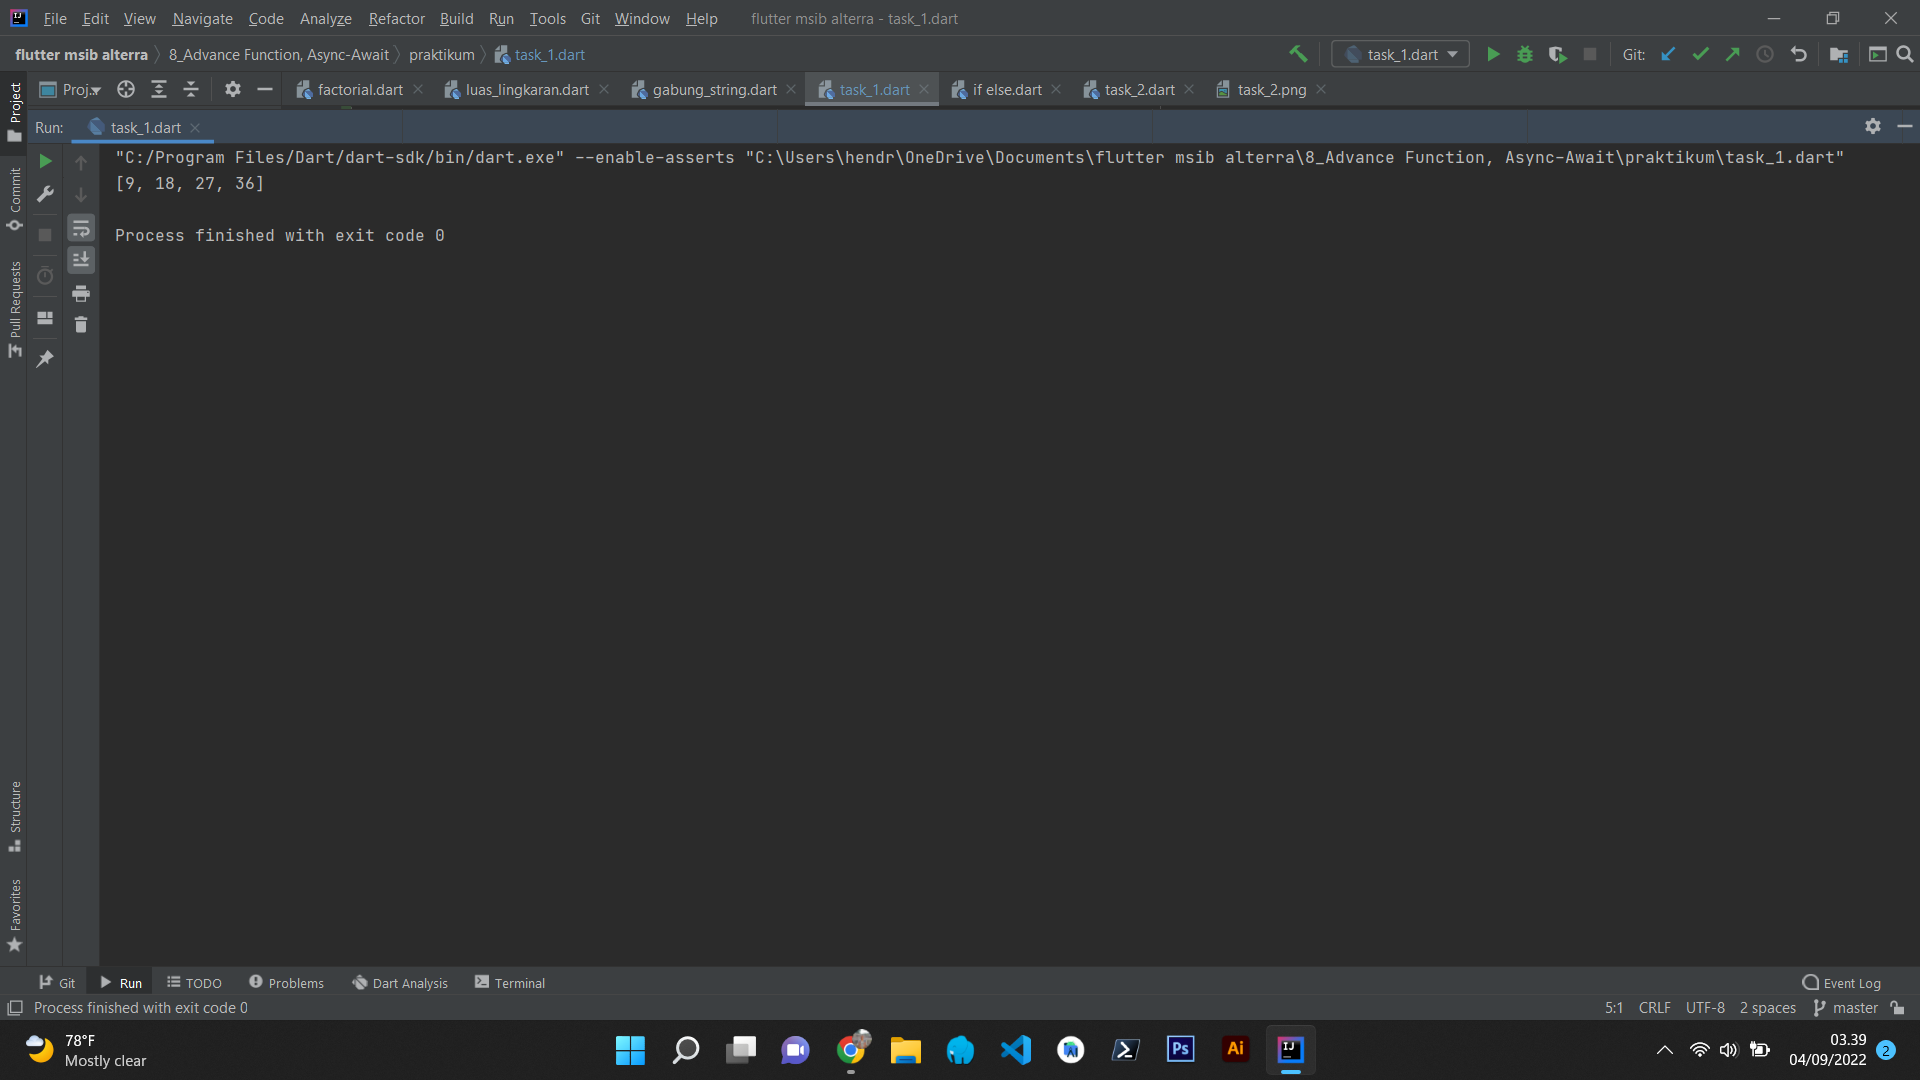 File Edit View Navigate Code Analyze Refactor Build Run Tools Git Window Help flutter msib alterra - task_1.dart
flutter msib alterra 8_Advance Function, Async-Await praktikum task_1.dart task_1.dart Git:
Proj... factorial.dart luas_lingkaran.dart gabung_string.dart task_1.dart if else.dart task_2.dart task_2.png
Run: task_1.dart
"C:/Program Files/Dart/dart-sdk/bin/dart.exe" --enable-asserts "C:\Users\hendr\OneDrive\Documents\flutter msib alterra\8_Advance Function, Async-Await\praktikum\task_1.dart"
[9, 18, 27, 36]
Process finished with exit code 0
Project
Commit
Pull Requests
Structure
Favorites
Git Run TODO Problems Dart Analysis Terminal Event Log
Process finished with exit code 0 5:1 CRLF UTF-8 2 spaces master
78°F
Mostly clear
Ps Ai IJ
03.39
04/09/2022 2